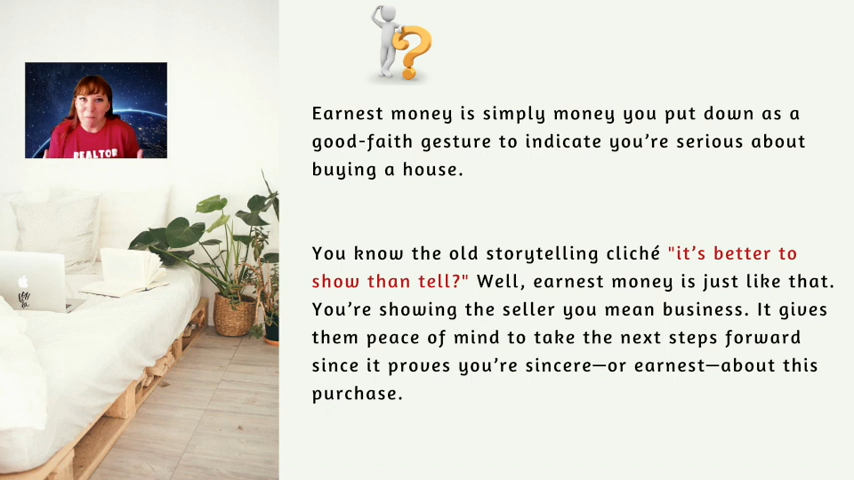 REALTOR
Earnest money is simply money you put down as a
good-faith gesture to indicate you’re serious about
buying a house.
You know the old storytelling cliché "it’s better to
show than tell?" Well, earnest money is just like that.
You’re showing the seller you mean business. It gives
them peace of mind to take the next steps forward
since it proves you’re sincere—or earnest—about this
purchase.